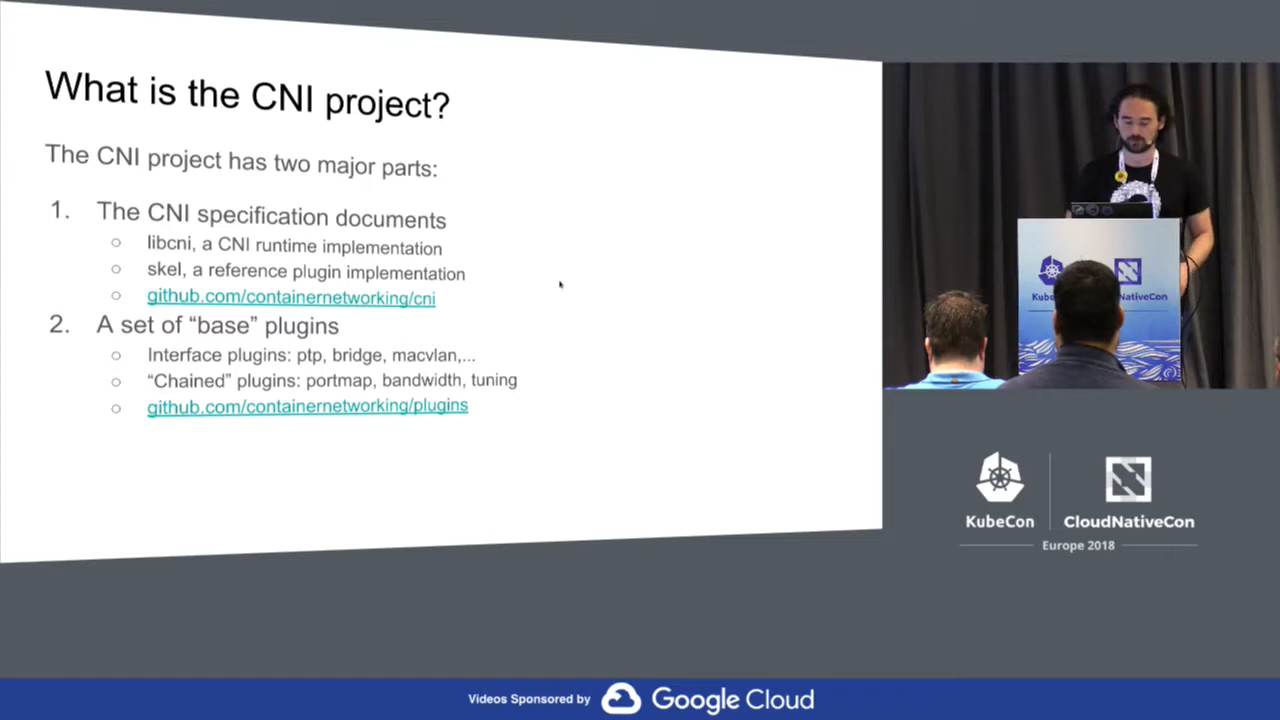 What is the CNI project?
The CNI project has two major parts:
1. The CNI specification documents
○ libcni, a CNI runtime implementation
○ skel, a reference plugin implementation
○ github.com/containernetworking/cni
2. A set of “base” plugins
○ Interface plugins: ptp, bridge, macvlan,...
○ “Chained” plugins: portmap, bandwidth, tuning
○ github.com/containernetworking/plugins
KubeCon
CloudNativeCon
Europe 2018
Videos Sponsored by Google Cloud